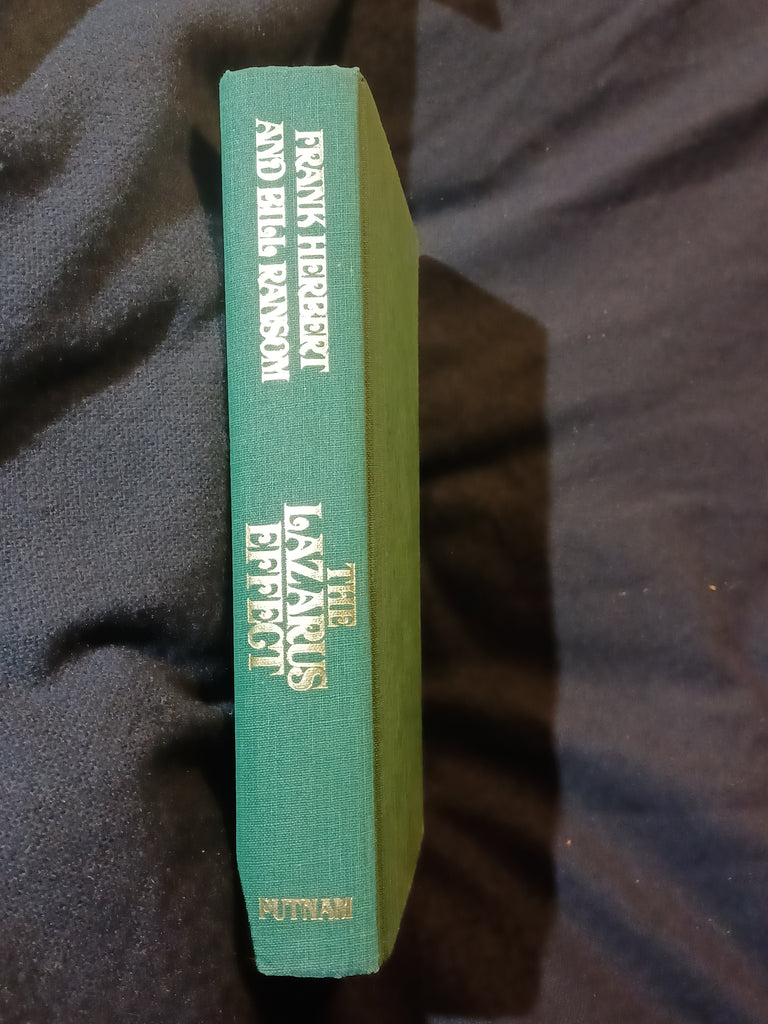 FRANK HERBERT
AND BILL RANSOM
THE
LAZARUS
EFFECT
PUTNAM